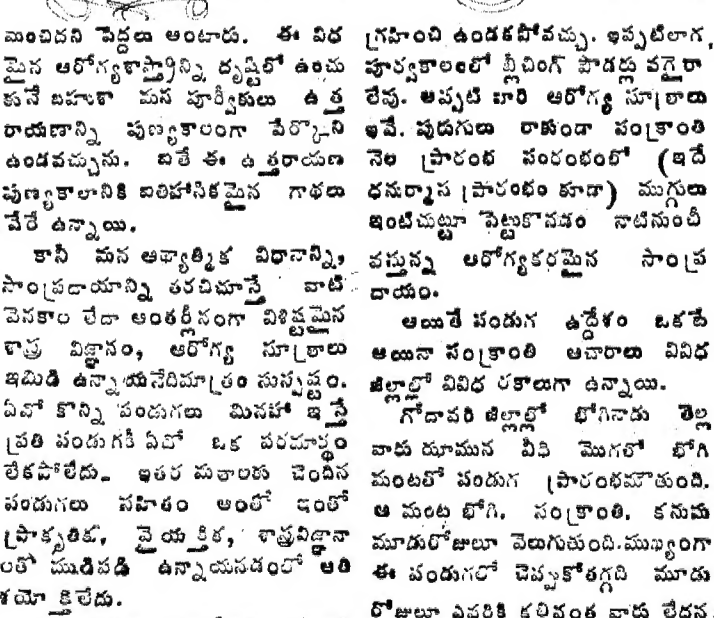 మంచిదని పెద్దలు అంటారు. ఈ విధ
మైన ఆరోగ్యశాస్త్రాన్ని దృష్టిలో ఉంచు
కునే బహుశా మన పూర్వీకులు ఉత్త
రాయణాన్ని పుణ్యకాలంగా పేర్కొని
ఉండవచ్చును. ఐతే ఈ ఉత్తరాయణ
పుణ్యకాలానికి ఐతిహాసికమైన గాథలు
వేరే ఉన్నాయి.
కానీ మన ఆధ్యాత్మిక విధానాన్ని,
సాంప్రదాయాన్ని తరచిచూస్తే వాటి
వెనకాల లేదా అంతర్లీనంగా విశిష్టమైన
శాస్త్ర విజ్ఞానం, ఆరోగ్య సూత్రాలు
ఇమిడి ఉన్నాయనేదిమాత్రం సుస్పష్టం.
ఏవో కొన్ని పండుగలు మినహా ఇస్తే
ప్రతి పండుగకీ ఏదో ఒక పరమార్థం
లేకపోలేదు. ఇతర మతాలకు చెందిన
పండుగలు సహితం అంతో ఇంతో
ప్రాకృతిక, వైయక్తిక, శాస్త్రవిజ్ఞానా
లతో ముడిపడి ఉన్నాయనడంలో అతి
శయోక్తిలేదు.
గ్రహించి ఉండకపోవచ్చు. ఇప్పటిలాగ,
పూర్వకాలంలో బ్లీచింగ్ పౌడర్లు వగైరా
లేవు. అప్పటి వారి ఆరోగ్య సూత్రాలు
ఇవే. పురుగులు రాకుండా సంక్రాంతి
నెల ప్రారంభ సంరంభంలో (ఇదే
ధనుర్మాస ప్రారంభం కూడా) ముగ్గులు
ఇంటిచుట్టూ పెట్టుకొనడం నాటినుంచీ
వస్తున్న ఆరోగ్యకరమైన సాంప్ర
దాయం.
అయితే పండుగ ఉద్దేశం ఒకటే
అయినా సంక్రాంతి ఆచారాలు వివిధ
జిల్లాల్లో వివిధ రకాలుగా ఉన్నాయి.
గోదావరి జిల్లాల్లో భోగినాడు తెల్ల
వారు ఝామున వీధి మొగలో భోగి
మంటతో పండుగ ప్రారంభమౌతుంది.
ఆ మంట భోగి, సంక్రాంతి, కనుమ
మూడురోజులూ వెలుగుతుంది.ముఖ్యంగా
ఈ పండుగలో చెప్పుకోతగ్గది మూడు
రోజులూ ఎవరికి కలివంత వారు లేదన